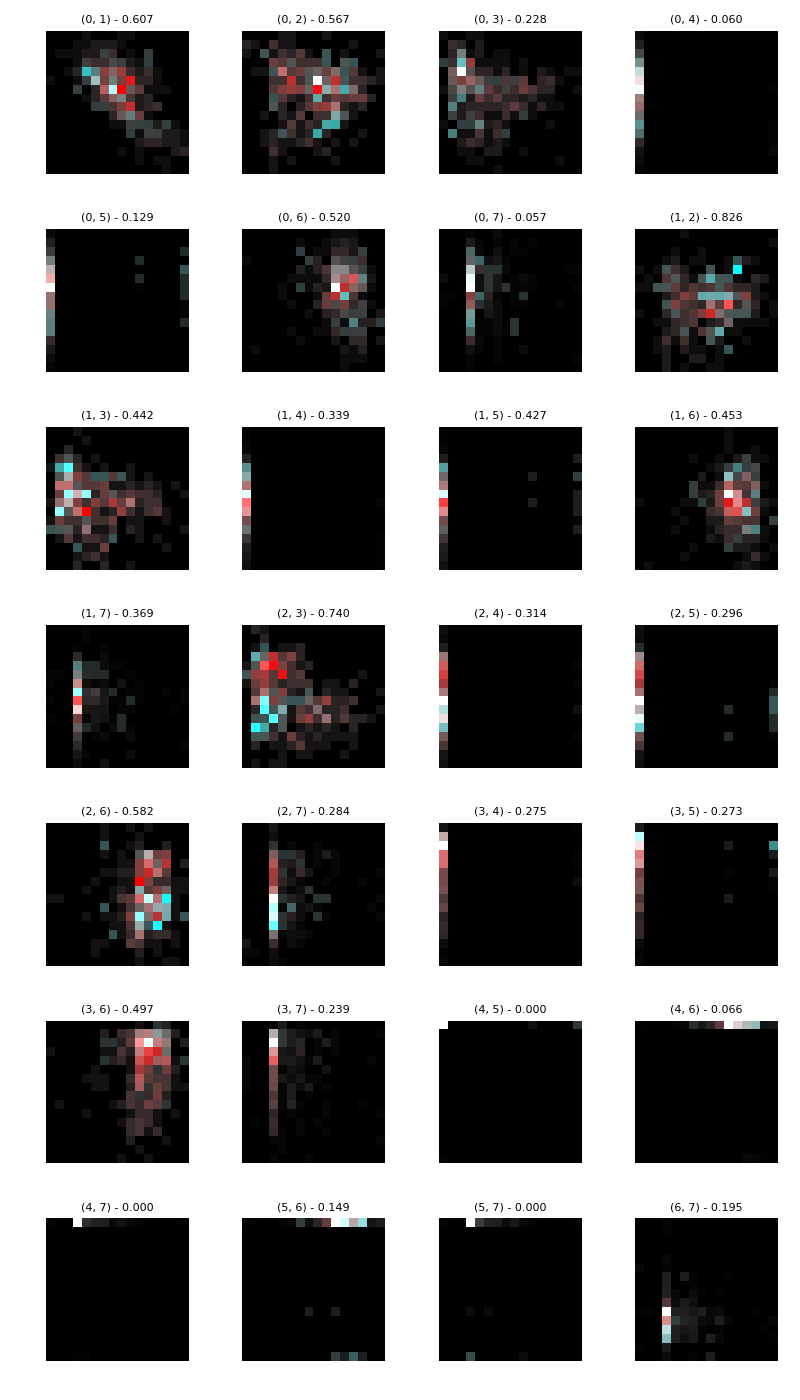 (0, 1) - 0.607
(0, 2) - 0.567
(0, 3) - 0.228
(0, 4) - 0.060
(0, 5) - 0.129
(0, 6) - 0.520
(0, 7) - 0.057
(1, 2) - 0.826
(1, 3) - 0.442
(1, 4) - 0.339
(1, 5) - 0.427
(1, 6) - 0.453
(1, 7) - 0.369
(2, 3) - 0.740
(2, 4) - 0.314
(2, 5) - 0.296
(2, 6) - 0.582
(2, 7) - 0.284
(3, 4) - 0.275
(3, 5) - 0.273
(3, 6) - 0.497
(3, 7) - 0.239
(4, 5) - 0.000
(4, 6) - 0.066
(4, 7) - 0.000
(5, 6) - 0.149
(5, 7) - 0.000
(6, 7) - 0.195